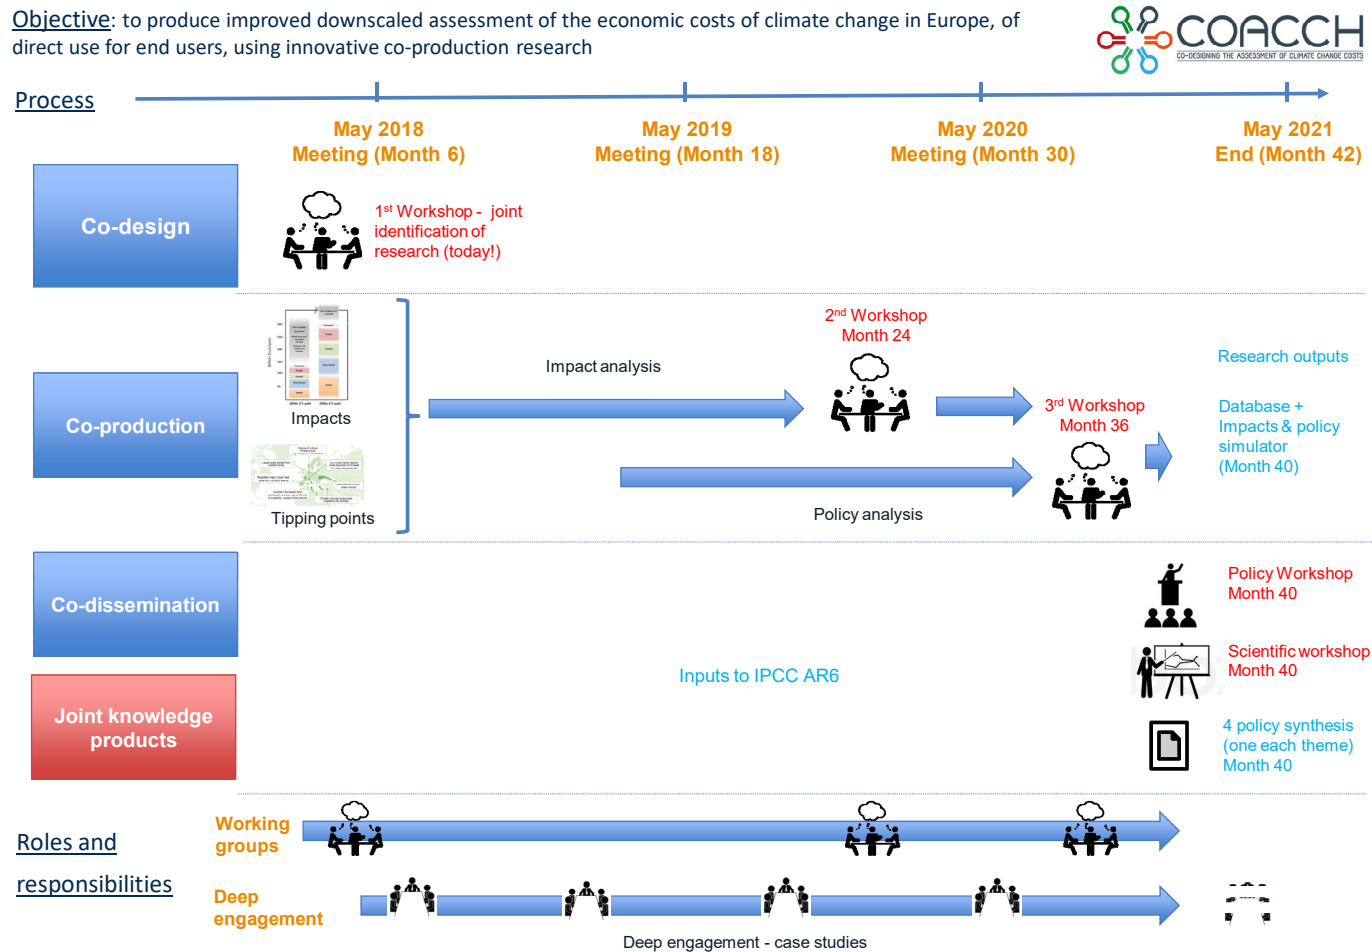 Objective: to produce improved downscaled assessment of the economic costs of climate change in Europe, of
direct use for end users, using innovative co-production research
COACCH
CO-DESIGNING THE ASSESSMENT OF CLIMATE CHANGE COSTS
Process
May 2018
Meeting (Month 6)
May 2019
Meeting (Month 18)
May 2020
Meeting (Month 30)
May 2021
End (Month 42)
Co-design
1st Workshop - joint
identification of
research (today!)
Co-production
Impacts
Tipping points
Impact analysis
2nd Workshop
Month 24
Policy analysis
3rd Workshop
Month 36
Research outputs
Database +
Impacts & policy
simulator
(Month 40)
Co-dissemination
Policy Workshop
Month 40
Scientific workshop
Month 40
Joint knowledge
products
Inputs to IPCC AR6
4 policy synthesis
(one each theme)
Month 40
Roles and
responsibilities
Working
groups
Deep
engagement
Deep engagement - case studies